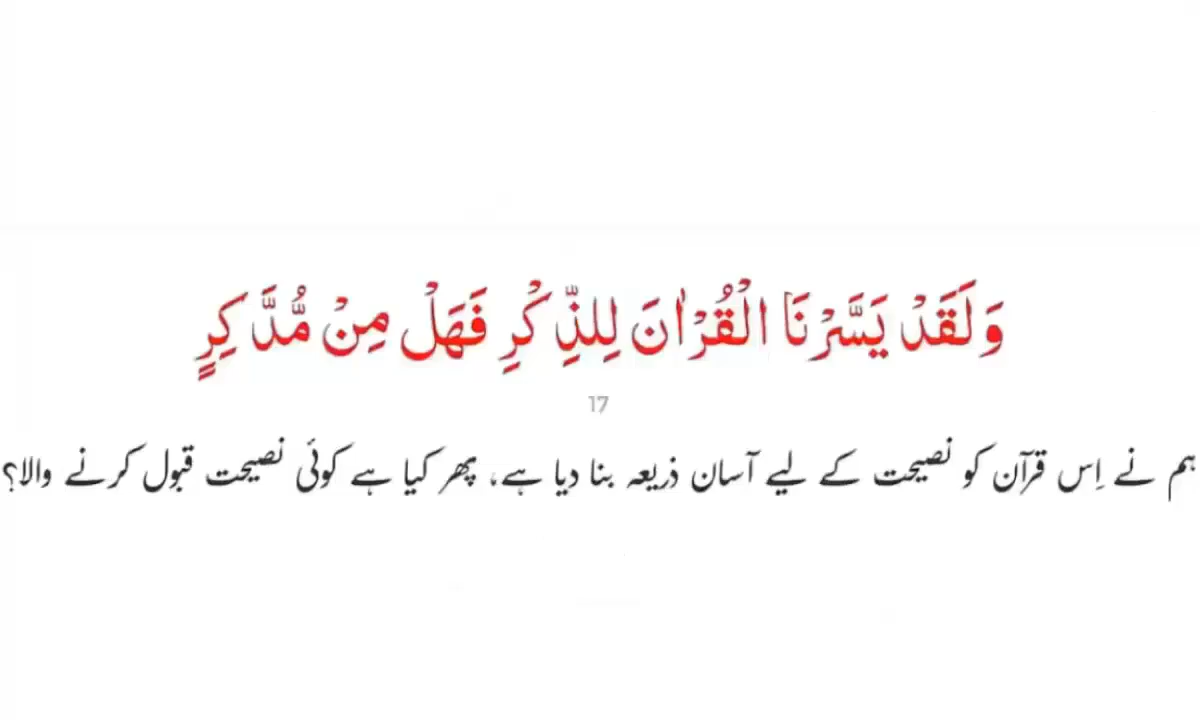 وَلَقَدْ يَسَّرْنَا الْقُرْاٰنَ لِلذِّكْرِ فَهَلْ مِنْ مُّدَّكِرٍ
17
ہم نے اِس قرآن کو نصیحت کے لیے آسان ذریعہ بنا دیا ہے، پھر کیا ہے کوئی نصیحت قبول کرنے والا؟